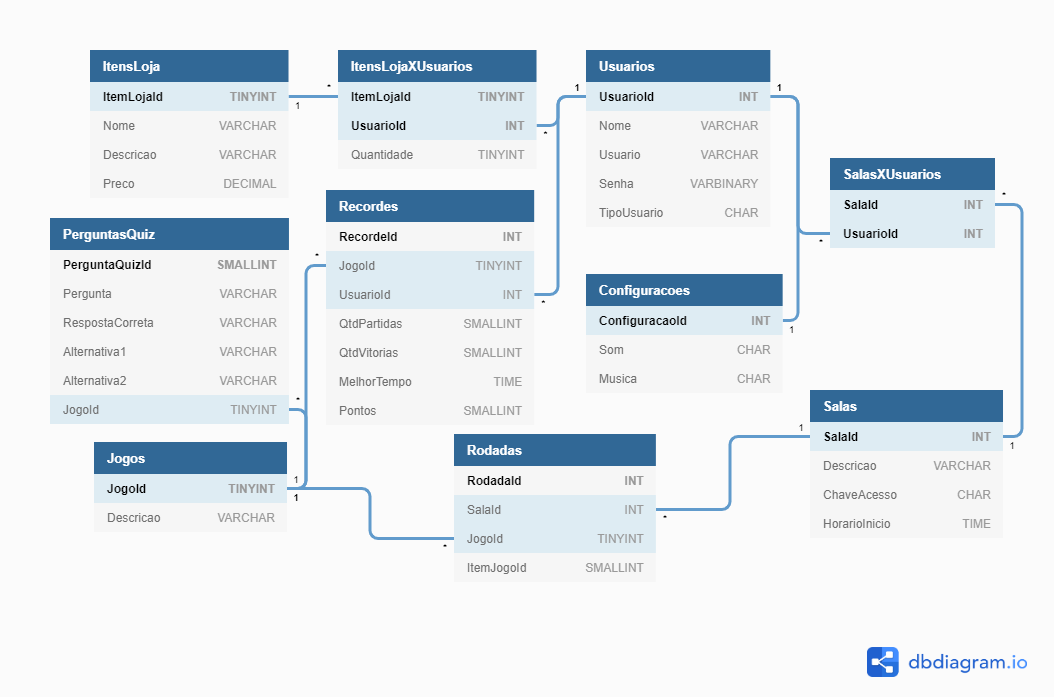 ItensLoja
ItemLojaId TINYINT
Nome VARCHAR
Descricao VARCHAR
Preco DECIMAL
ItensLojaXUsuarios
ItemLojaId TINYINT
UsuarioId INT
Quantidade TINYINT
Usuarios
UsuarioId INT
Nome VARCHAR
Usuario VARCHAR
Senha VARBINARY
TipoUsuario CHAR
SalasXUsuarios
SalaId INT
UsuarioId INT
PerguntasQuiz
PerguntaQuizId SMALLINT
Pergunta VARCHAR
RespostaCorreta VARCHAR
Alternativa1 VARCHAR
Alternativa2 VARCHAR
JogoId TINYINT
Recordes
RecordeId INT
JogoId TINYINT
UsuarioId INT
QtdPartidas SMALLINT
QtdVitorias SMALLINT
MelhorTempo TIME
Pontos SMALLINT
Configuracoes
ConfiguracaoId INT
Som CHAR
Musica CHAR
Jogos
JogoId TINYINT
Descricao VARCHAR
Rodadas
RodadaId INT
SalaId INT
JogoId TINYINT
ItemJogoId SMALLINT
Salas
SalaId INT
Descricao VARCHAR
ChaveAcesso CHAR
HorarioInicio TIME
1 *
1 *
*
1 *
1
* 1
* 1
* 1
1 *
1 *
dbdiagram.io